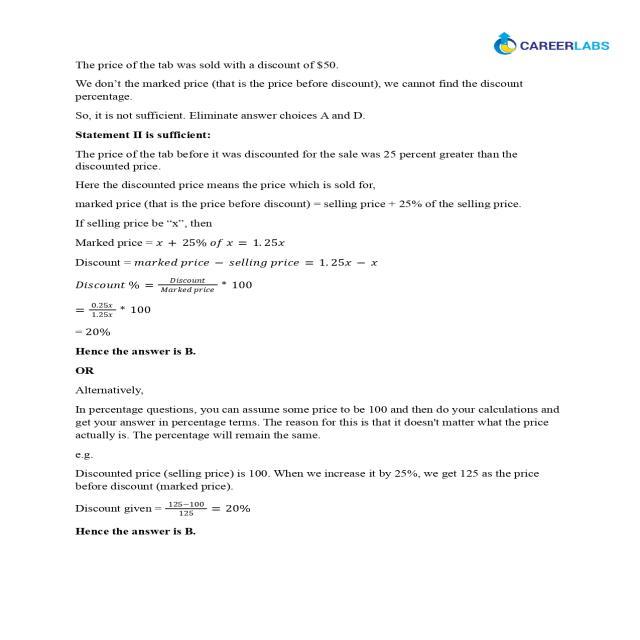 CAREERLABS
The price of the tab was sold with a discount of $50.
We don't the marked price (that is the price before discount), we cannot find the discount
percentage.
So, it is not sufficient. Eliminate answer choices A and D.
Statement II is sufficient:
The price of the tab before it was discounted for the sale was 25 percent greater than the
discounted price.
Here the discounted price means the price which is sold for,
marked price (that is the price before discount) = selling price + 25% of the selling price.
If selling price be “x”, then
Marked price = x + 25% of x = 1.25x
Discount = marked price − selling price = 1.25x − x
Discount % = Discount / Marked price * 100
= 0.25x / 1.25x * 100
= 20%
Hence the answer is B.
OR
Alternatively,
In percentage questions, you can assume some price to be 100 and then do your calculations and
get your answer in percentage terms. The reason for this is that it doesn't matter what the price
actually is. The percentage will remain the same.
e.g.
Discounted price (selling price) is 100. When we increase it by 25%, we get 125 as the price
before discount (marked price).
Discount given = 125−100 / 125 = 20%
Hence the answer is B.